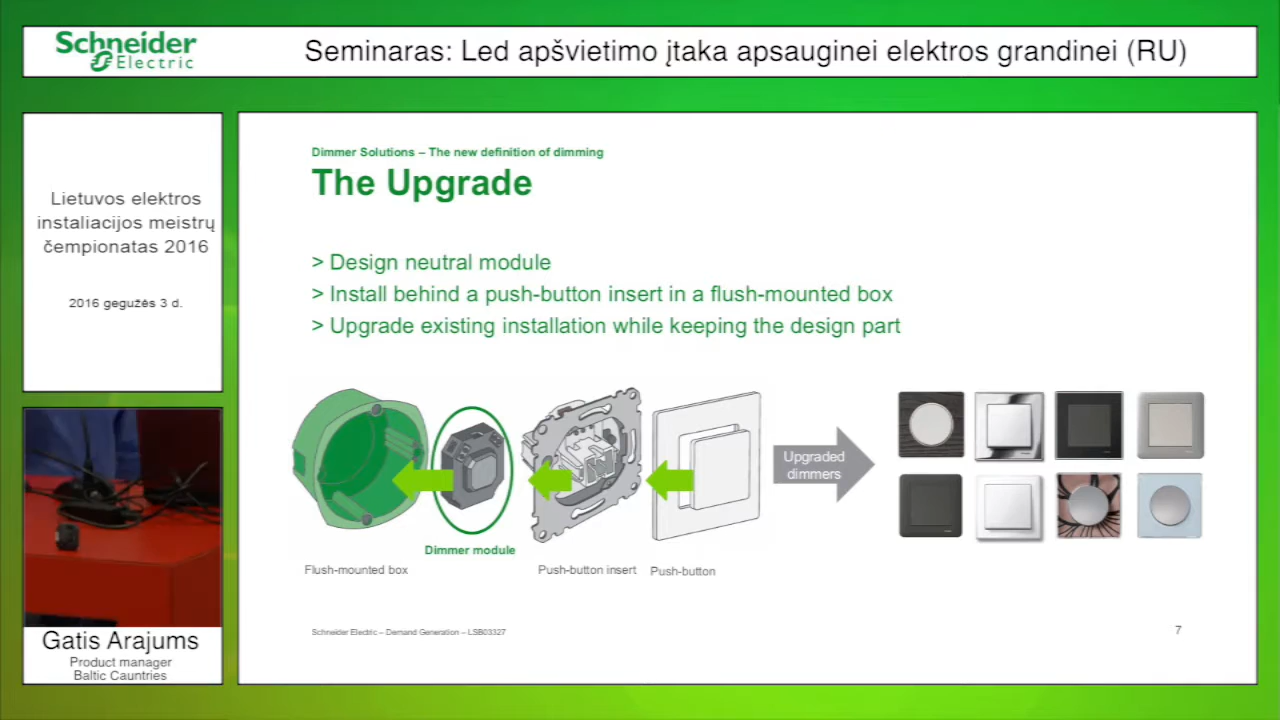 Schneider
Electric
Seminaras: Led apšvietimo įtaka apsauginei elektros grandinei (RU)
Lietuvos elektros
instaliacijos meistrų
čempionatas 2016
2016 gegužės 3 d.
Gatis Arajums
Product manager
Baltic Cauntries
Dimmer Solutions – The new definition of dimming
The Upgrade
> Design neutral module
> Install behind a push-button insert in a flush-mounted box
> Upgrade existing installation while keeping the design part
Upgraded
dimmers
Dimmer module
Flush-mounted box
Push-button insert
Push-button
Schneider Electric – Demand Generation – LSB03327
7